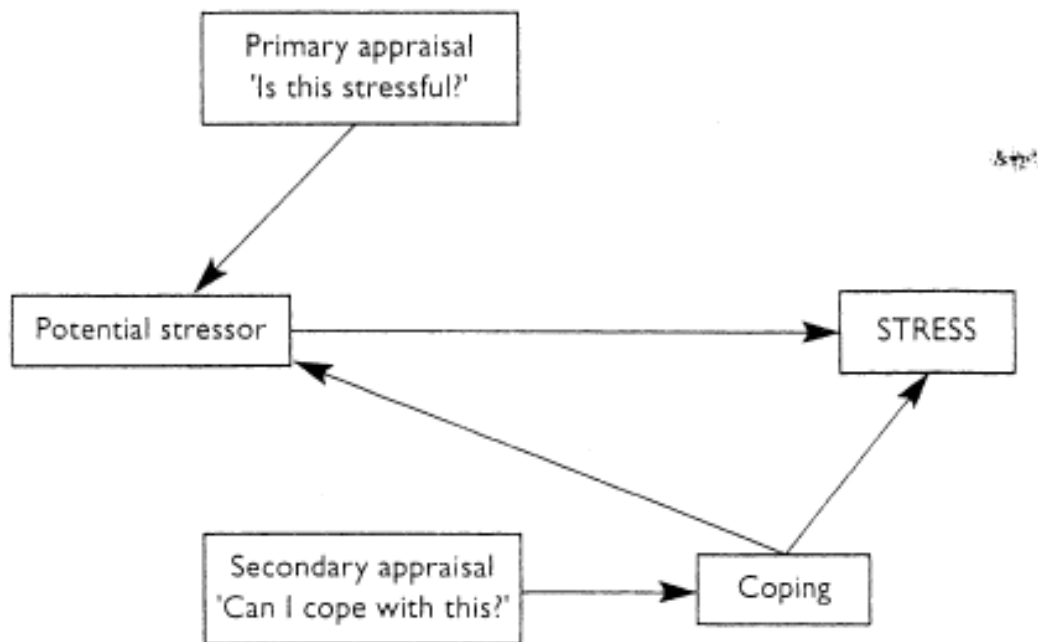 Primary appraisal
'Is this stressful?'
Potential stressor
STRESS
Secondary appraisal
'Can I cope with this?'
Coping